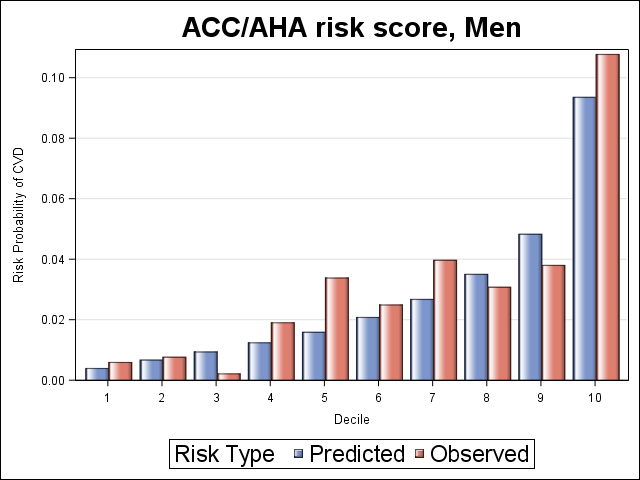 ACC/AHA risk score, Men
Risk Probability of CVD
0.10
0.08
0.06
0.04
0.02
0.00
1 2 3 4 5 6 7 8 9 10
Decile
Risk Type Predicted Observed